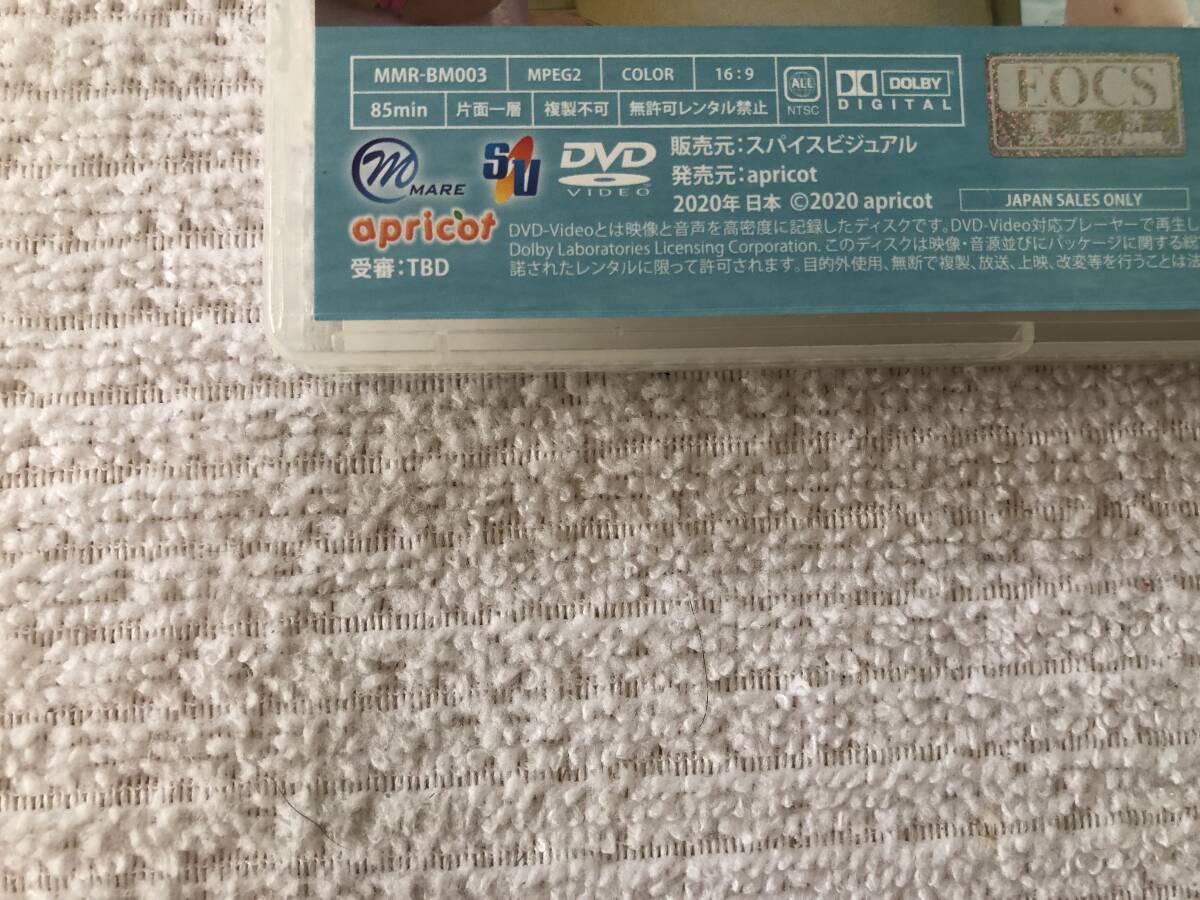 MMR-BM003 MPEG2 COLOR 16:9 ALL NTSC DOLBY DIGITAL
85min 片面一層 複製不可 無許可レンタル禁止
EOCS
m MARE SV DVD VIDEO
販売元:スパイスビジュアル
発売元:apricot
2020年 日本 ©2020 apricot
JAPAN SALES ONLY
apricot
受審:TBD
DVD-Videoとは映像と音声を高密度に記録したディスクです。DVD-Video対応プレーヤーで再生し
Dolby Laboratories Licensing Corporation. このディスクは映像・音源並びにパッケージに関する総
諾されたレンタルに限って許可されます。目的外使用、無断で複製、放送、上映、改変等を行うことは法